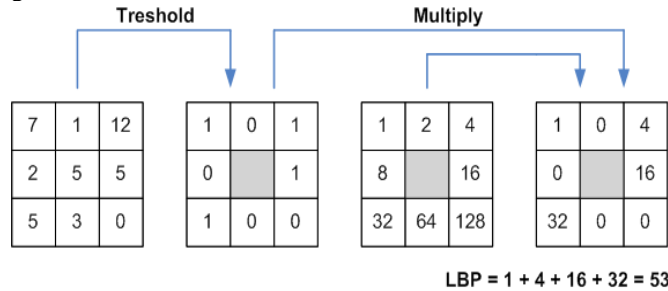 Treshold Multiply
7 1 12 1 0 1 1 2 4 1 0 4
2 5 5 0 1 8 16 0 16
5 3 0 1 0 0 32 64 128 32 0 0
LBP = 1 + 4 + 16 + 32 = 53